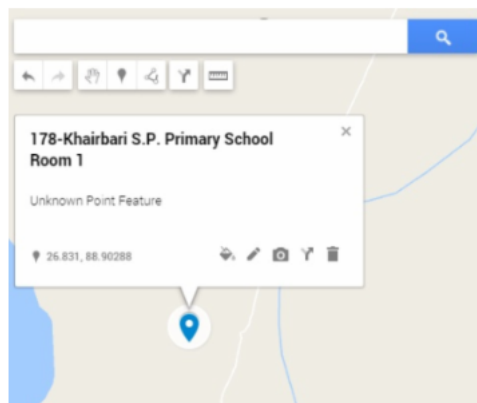 178-Khairbari S.P. Primary School
Room 1
Unknown Point Feature
26.831, 88.90288